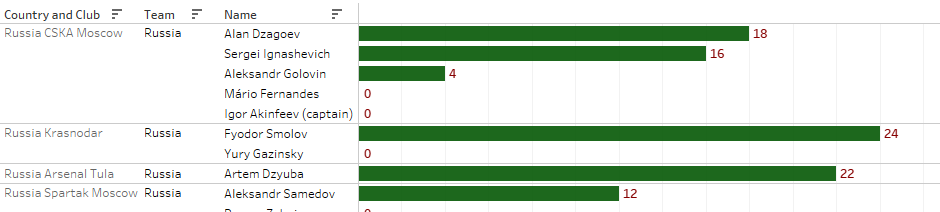 Country and Club Team Name
Russia CSKA Moscow Russia Alan Dzagoev 18
Sergei Ignashevich 16
Aleksandr Golovin 4
Mário Fernandes 0
Igor Akinfeev (captain) 0
Russia Krasnodar Russia Fyodor Smolov 24
Yury Gazinsky 0
Russia Arsenal Tula Russia Artem Dzyuba 22
Russia Spartak Moscow Russia Aleksandr Samedov 12